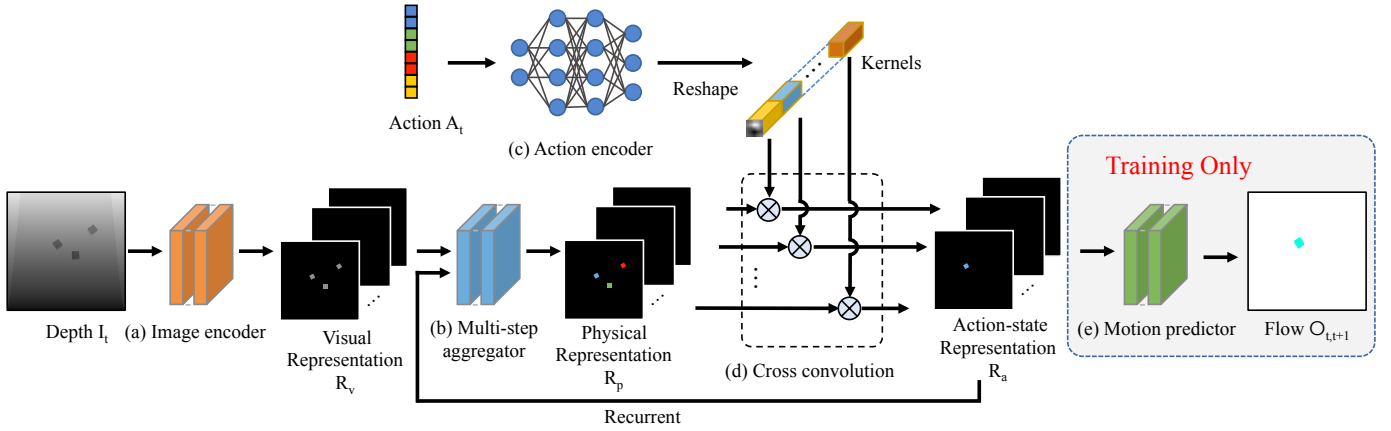 Action A_t
(c) Action encoder
Reshape
Kernels
Training Only
Depth I_t
(a) Image encoder
Visual
Representation
R_v
(b) Multi-step
aggregator
Physical
Representation
R_p
(d) Cross convolution
Action-state
Representation
R_a
(e) Motion predictor
Flow O_t,t+1
Recurrent